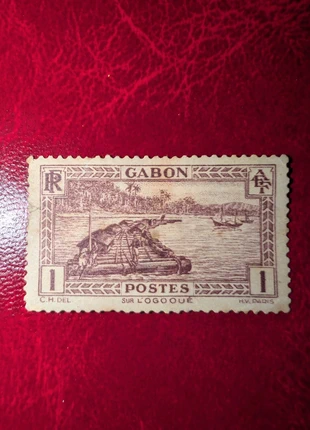 RF GABON AEF
1 POSTES 1
C.H. DEL SUR L'OGOOUÉ